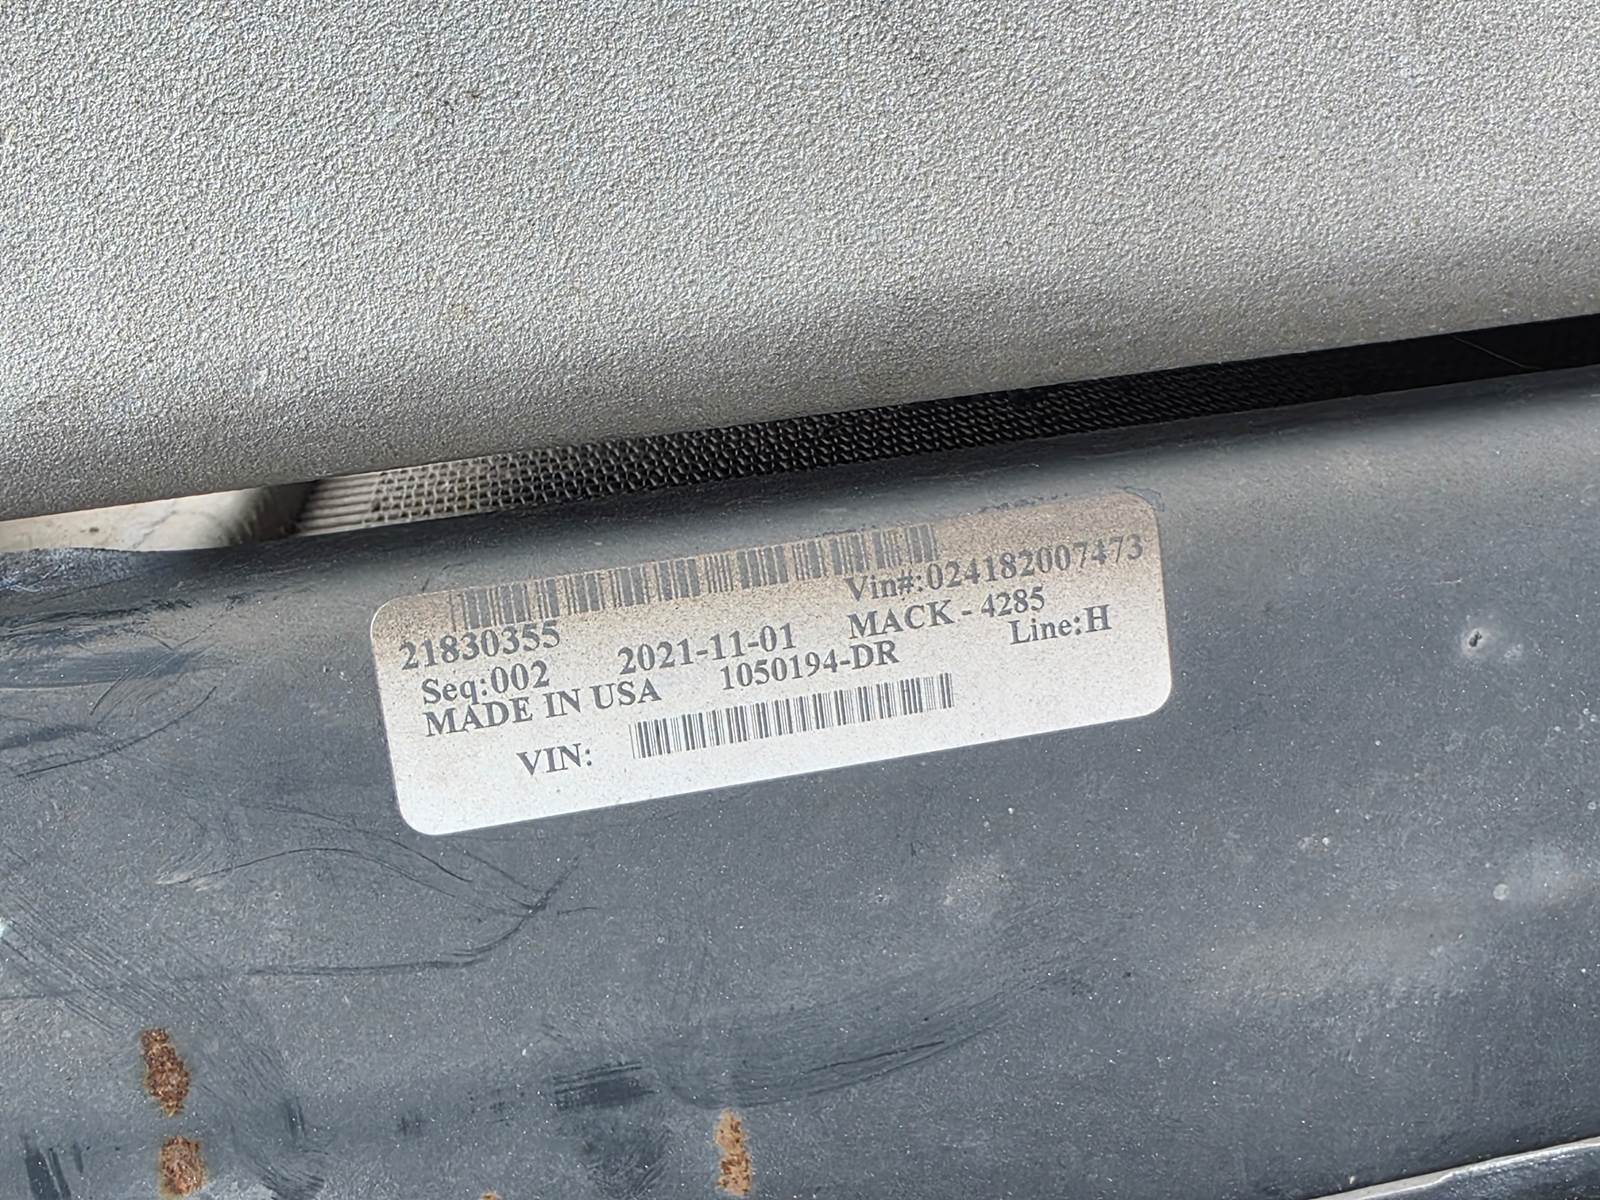 Vin#:024182007473
21830355 MACK - 4285
Seq:002 2021-11-01 Line:H
MADE IN USA 1050194-DR
VIN: